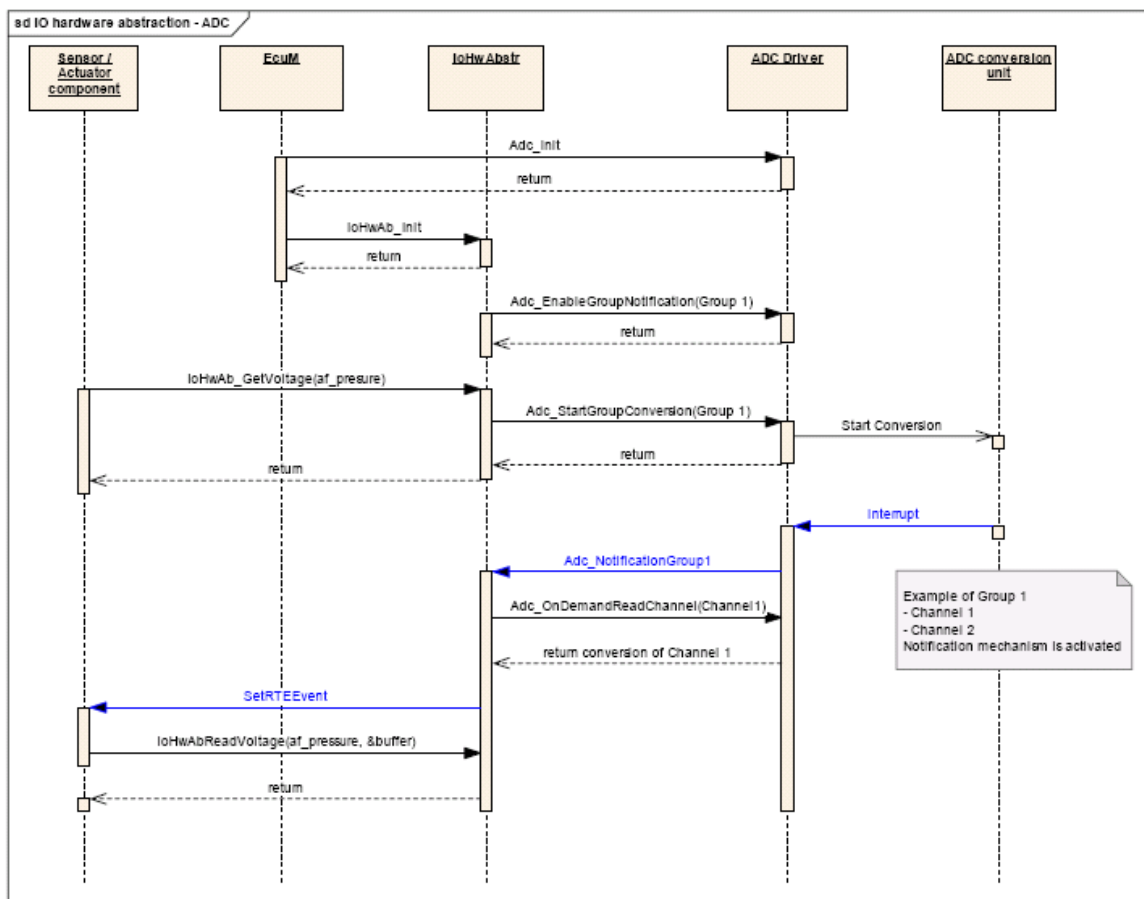 sd IO hardware abstraction - ADC
Sensor /
Actuator
component
EcuM
IoHwAbstr
ADC Driver
ADC conversion
unit
Adc_Init
return
IoHwAb_Init
return
Adc_EnableGroupNotification(Group 1)
return
IoHwAb_GetVoltage(af_presure)
Adc_StartGroupConversion(Group 1)
Start Conversion
return
return
Interrupt
Adc_NotificationGroup1
Example of Group 1
- Channel 1
- Channel 2
Notification mechanism is activated
Adc_OnDemandReadChannel(Channel1)
return conversion of Channel 1
SetRTEEvent
IoHwAbReadVoltage(af_pressure, &buffer)
return